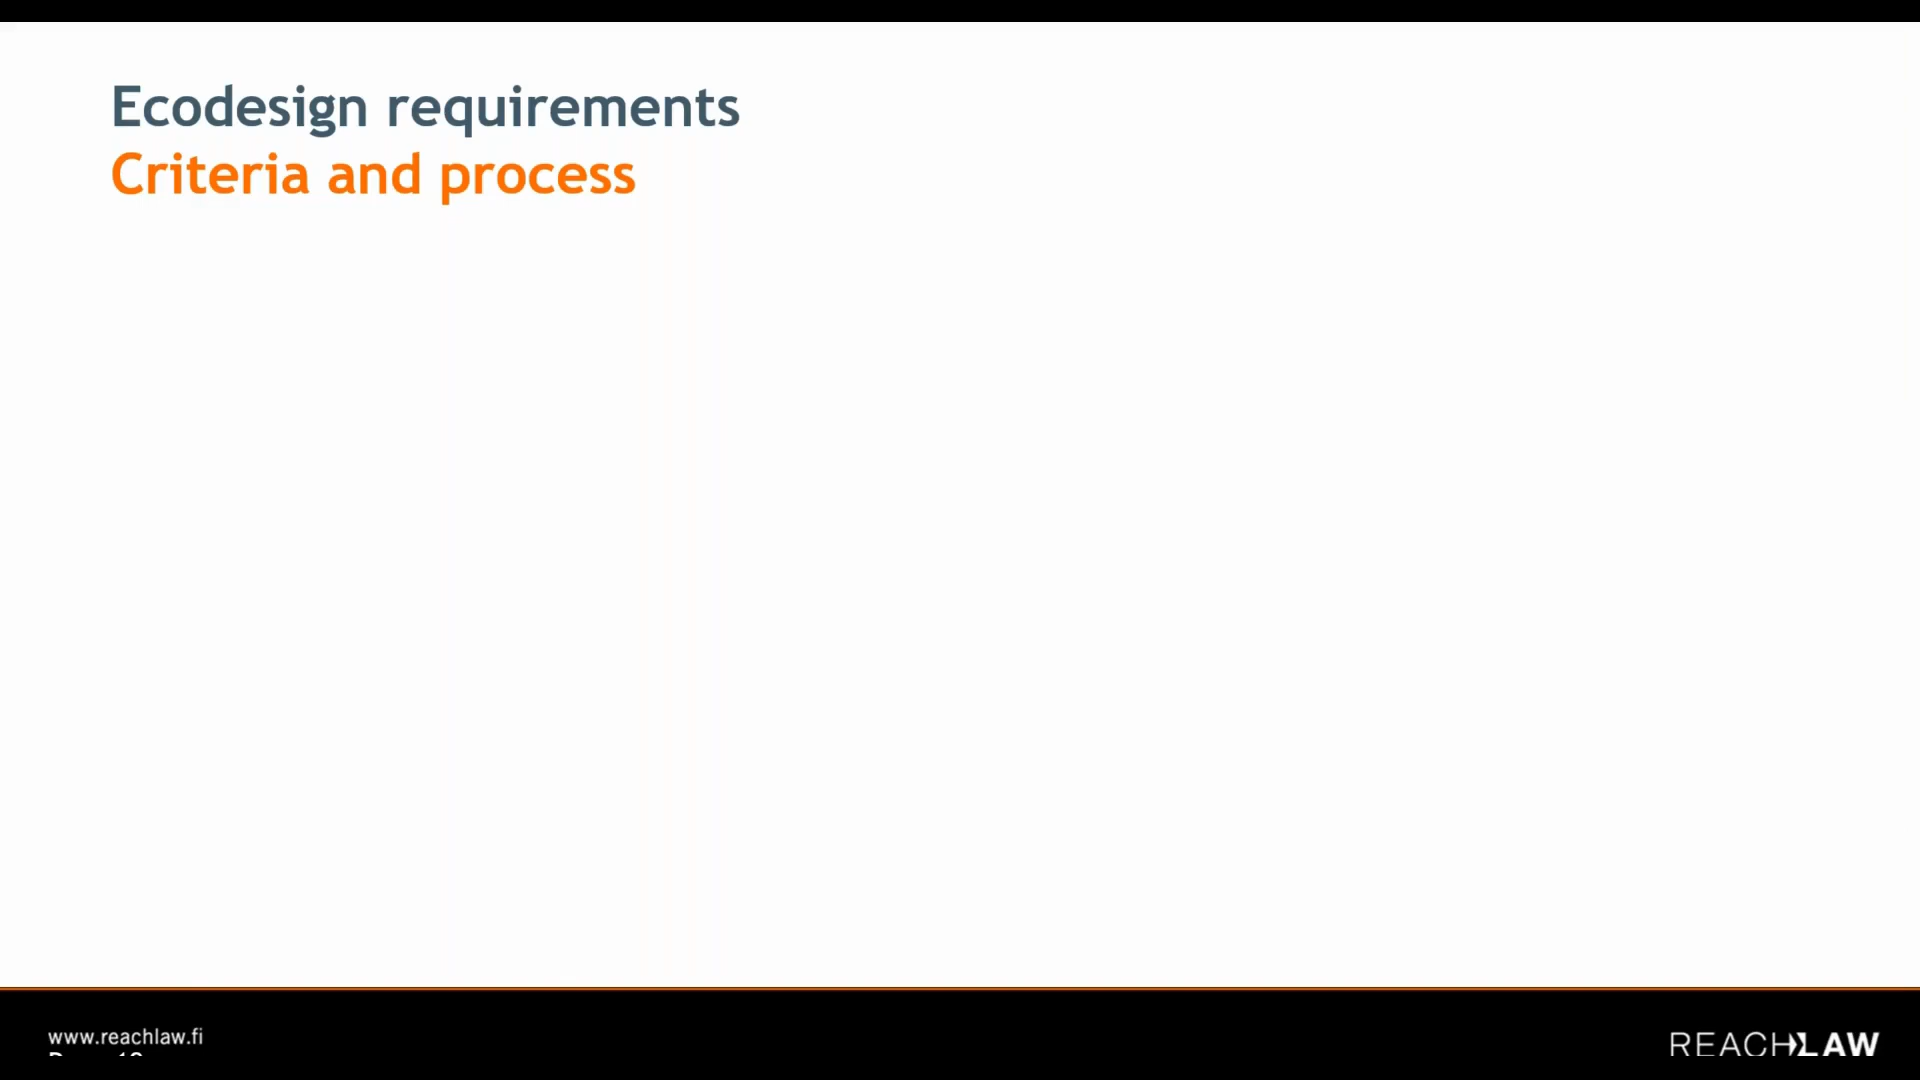 Ecodesign requirements
Criteria and process
www.reachlaw.fi
REACHLAW